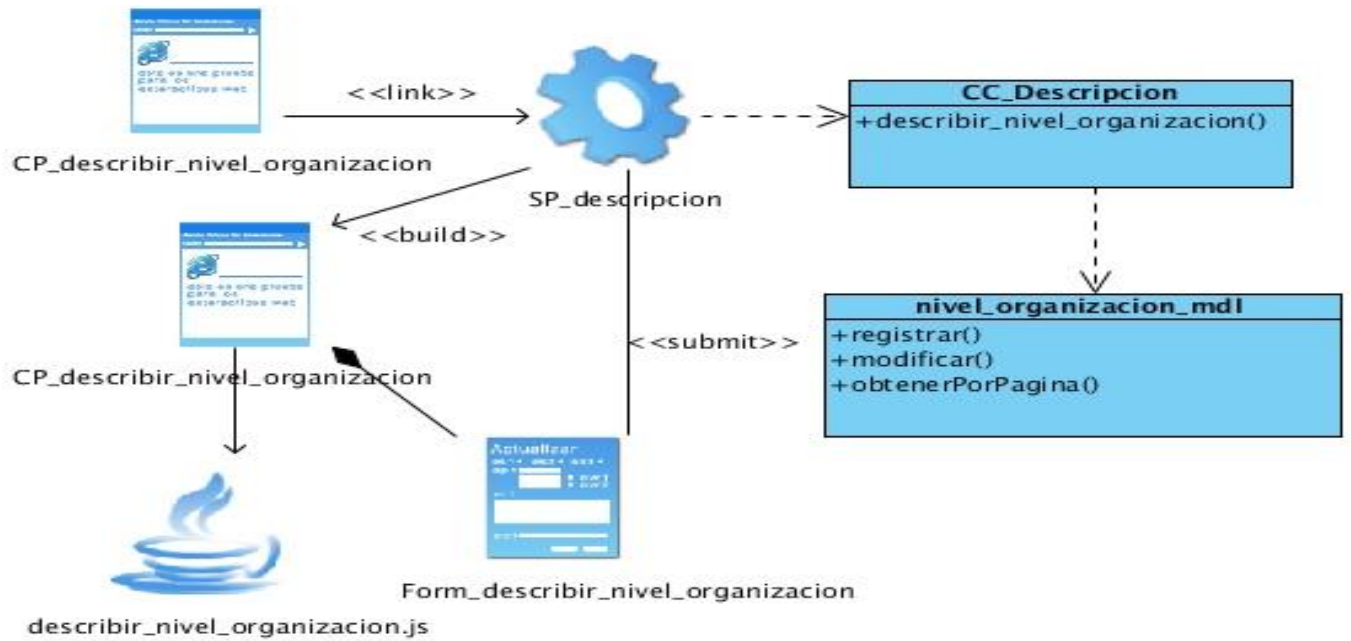 <<link>>
CC_Descripcion
+describir_nivel_organizacion()
CP_describir_nivel_organizacion
SP_descripcion
<<build>>
nivel_organizacion_mdl
+registrar()
+modificar()
+obtenerPorPagina()
<<submit>>
CP_describir_nivel_organizacion
Actualizar
Form_describir_nivel_organizacion
describir_nivel_organizacion.js